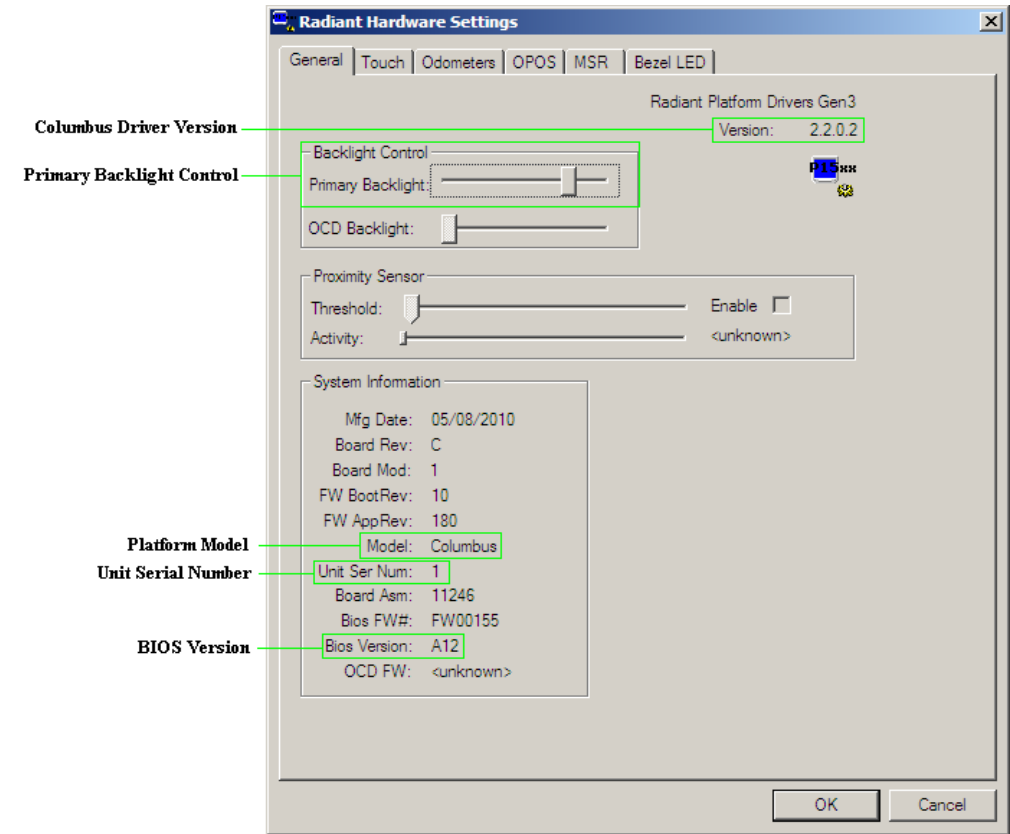 Radiant Hardware Settings
General Touch Odometers OPOS MSR Bezel LED
Radiant Platform Drivers Gen3
Columbus Driver Version
Version: 2.2.0.2
Backlight Control
P15xx
Primary Backlight Control
Primary Backlight:
OCD Backlight:
Proximity Sensor
Threshold:
Enable
Activity:
<unknown>
System Information
Mfg Date: 05/08/2010
Board Rev: C
Board Mod: 1
FW BootRev: 10
FW AppRev: 180
Platform Model
Model: Columbus
Unit Serial Number
Unit Ser Num: 1
Board Asm: 11246
Bios FW#: FW00155
BIOS Version
Bios Version: A12
OCD FW: <unknown>
OK
Cancel